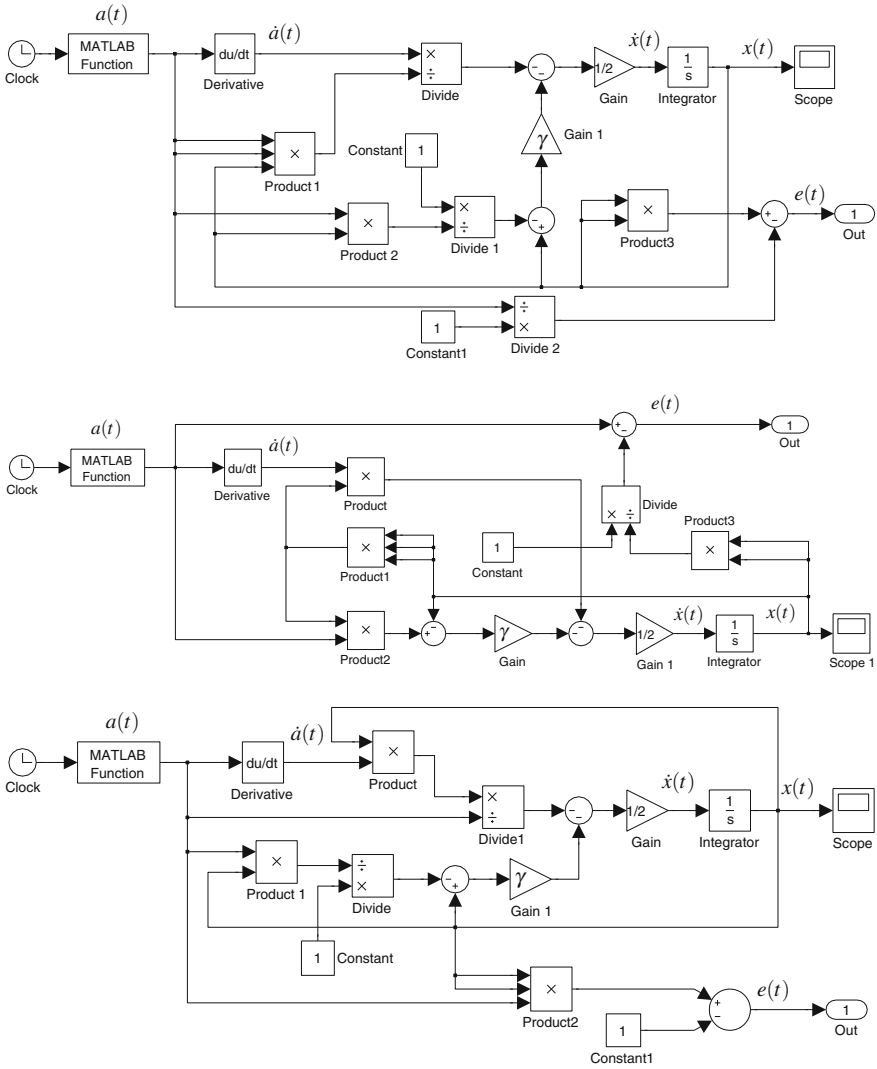 a(t)
ȧ(t)
ẋ(t)
x(t)
Clock
MATLAB
Function
du/dt
Derivative
×
÷
Divide
−
−
1/2
Gain
1
s
Integrator
Scope
×
Product 1
Constant
1
γ
Gain 1
×
Product 2
×
÷
Divide 1
−
+
×
Product3
+
−
e(t)
1
Out
1
Constant1
÷
×
Divide 2
a(t)
ȧ(t)
e(t)
Clock
MATLAB
Function
du/dt
Derivative
×
Product
+
−
1
Out
×
Product1
1
Constant
× ÷
Divide
Product3
×
×
Product2
+
−
γ
Gain
−
−
1/2
Gain 1
ẋ(t)
1
s
Integrator
x(t)
Scope 1
a(t)
ȧ(t)
Clock
MATLAB
Function
du/dt
Derivative
×
Product
×
÷
Divide1
−
−
1/2
Gain
ẋ(t)
1
s
Integrator
x(t)
Scope
×
Product 1
÷
×
Divide
−
+
γ
Gain 1
1
Constant
×
Product2
1
Constant1
+
−
e(t)
1
Out